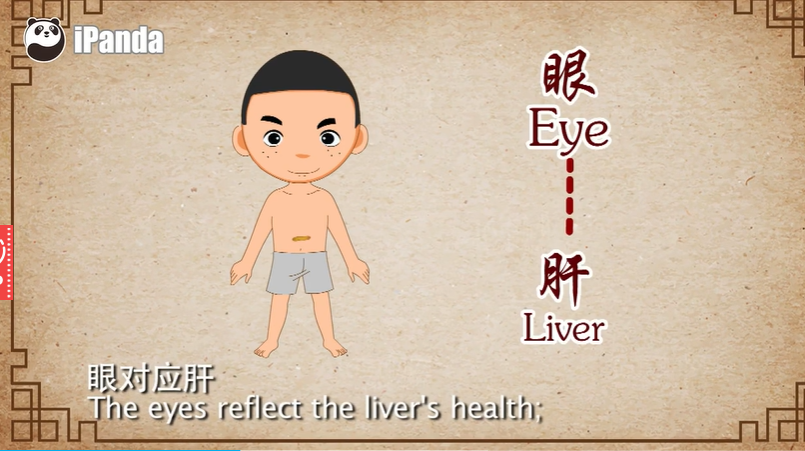 iPanda
眼
Eye
肝
Liver
眼对应肝
The eyes reflect the liver's health;